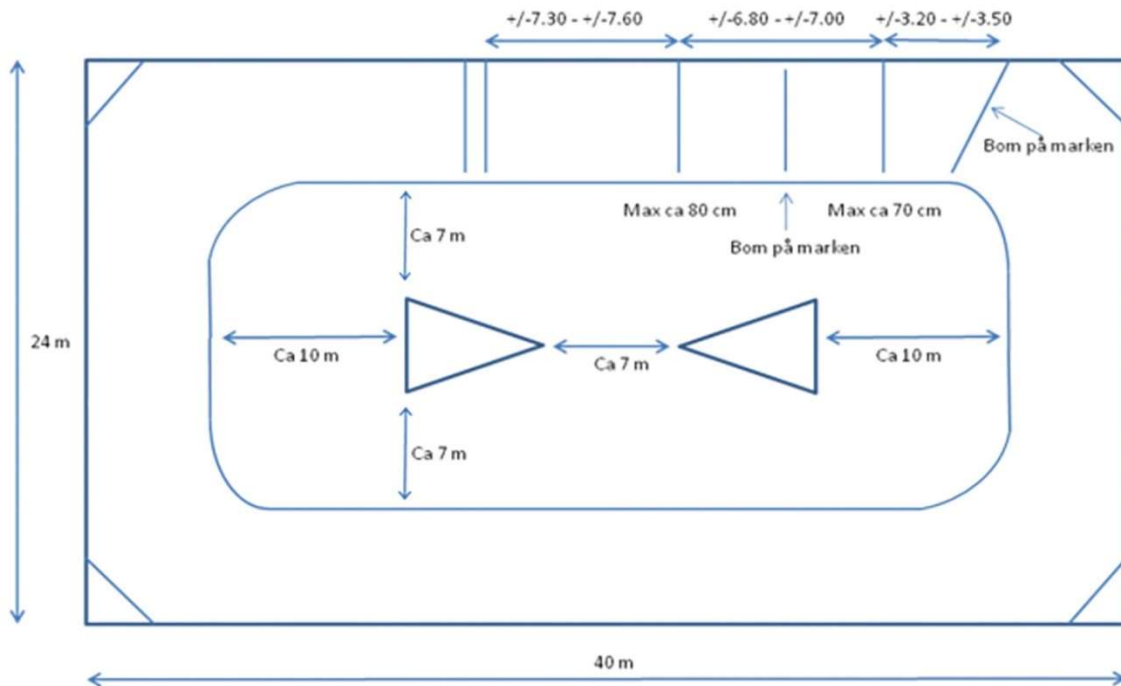 +/-7.30 - +/-7.60
+/-6.80 - +/-7.00
+/-3.20 - +/-3.50
Bom på marken
Max ca 80 cm
Max ca 70 cm
Bom på marken
Ca 7 m
24 m
Ca 10 m
Ca 7 m
Ca 10 m
Ca 7 m
40 m